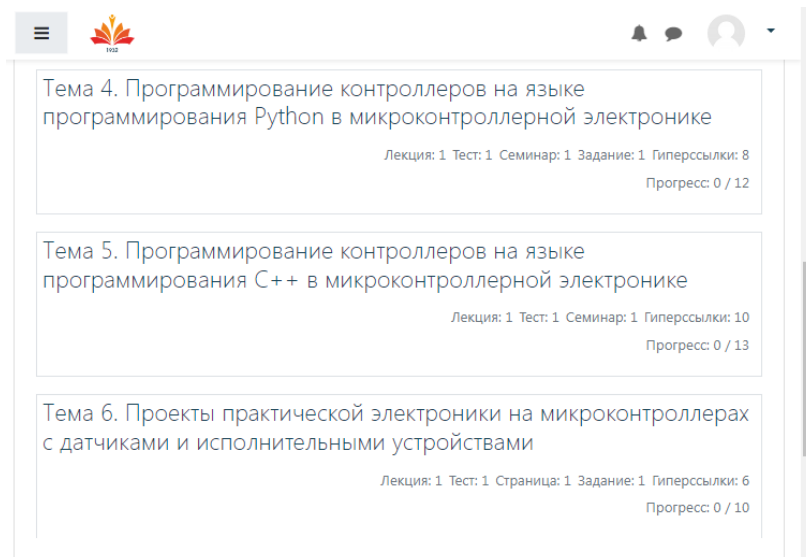 1932
Тема 4. Программирование контроллеров на языке
программирования Python в микроконтроллерной электронике
Лекция: 1 Тест: 1 Семинар: 1 Задание: 1 Гиперссылки: 8
Прогресс: 0 / 12
Тема 5. Программирование контроллеров на языке
программирования C++ в микроконтроллерной электронике
Лекция: 1 Тест: 1 Семинар: 1 Гиперссылки: 10
Прогресс: 0 / 13
Тема 6. Проекты практической электроники на микроконтроллерах
с датчиками и исполнительными устройствами
Лекция: 1 Тест: 1 Страница: 1 Задание: 1 Гиперссылки: 6
Прогресс: 0 / 10